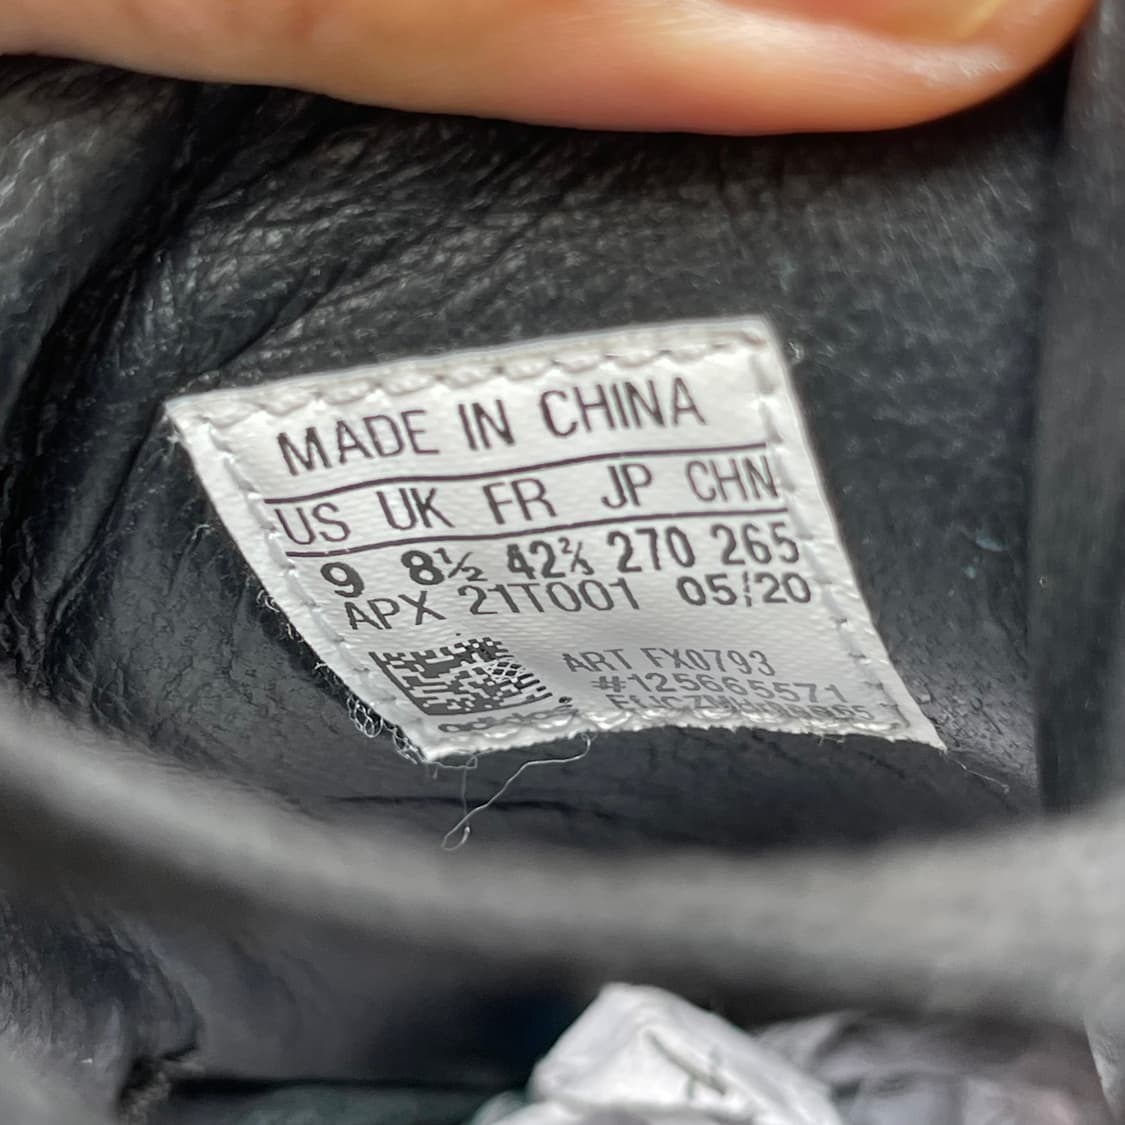 MADE IN CHINA
US UK FR JP CHN
9 8½ 42⅔ 270 265
APX 21T001 05/20
ART FX0793
#125665571
adidas